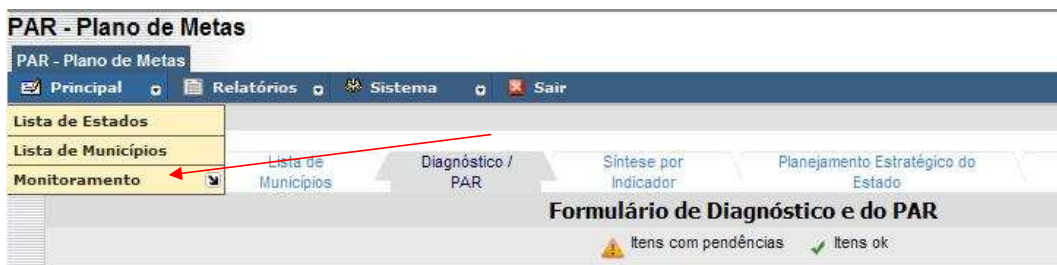 PAR - Plano de Metas
PAR - Plano de Metas
Principal Relatórios Sistema Sair
Lista de Estados
Lista de Municípios
Monitoramento
Lista de
Municípios
Diagnóstico /
PAR
Síntese por
Indicador
Planejamento Estratégico do
Estado
Formulário de Diagnóstico e do PAR
Itens com pendências Itens ok